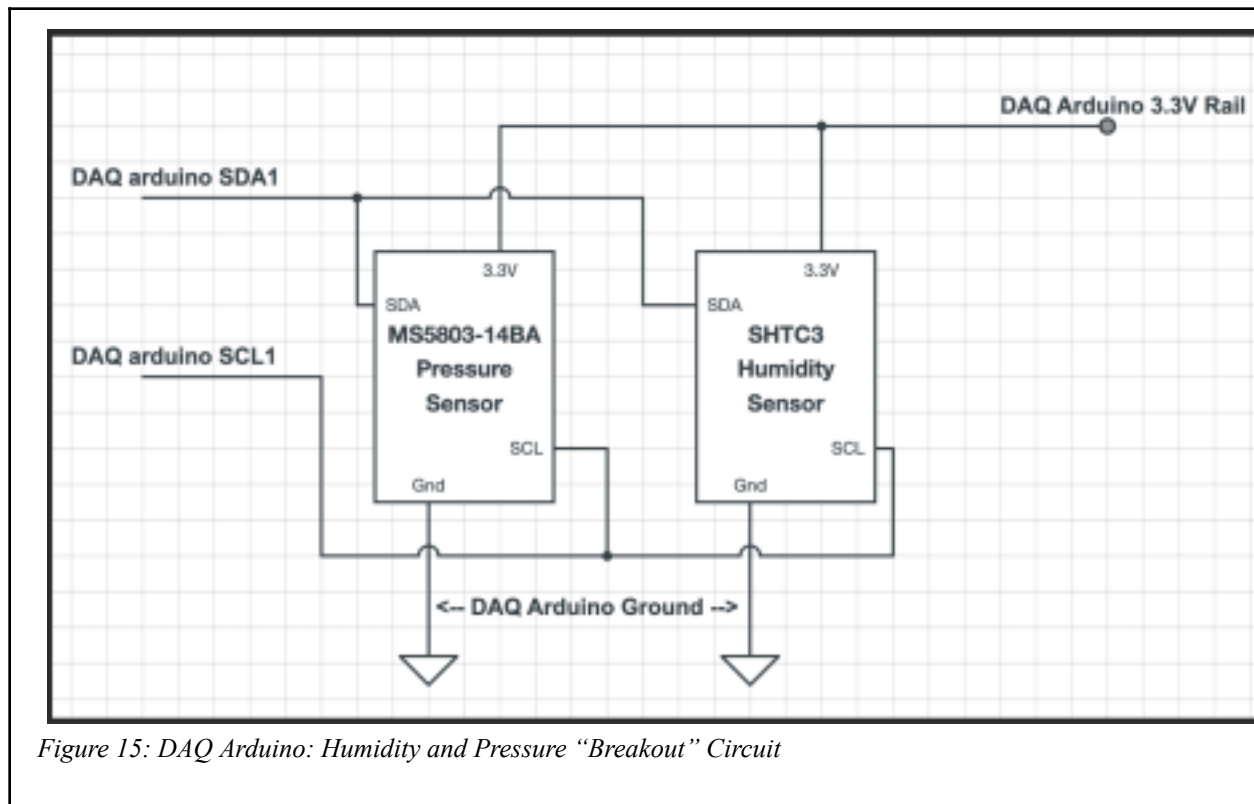 DAQ Arduino 3.3V Rail
DAQ arduino SDA1
3.3V
3.3V
SDA
SDA
MS5803-14BA
Pressure
Sensor
SHTC3
Humidity
Sensor
DAQ arduino SCL1
SCL
SCL
Gnd
Gnd
<-- DAQ Arduino Ground -->
Figure 15: DAQ Arduino: Humidity and Pressure “Breakout” Circuit